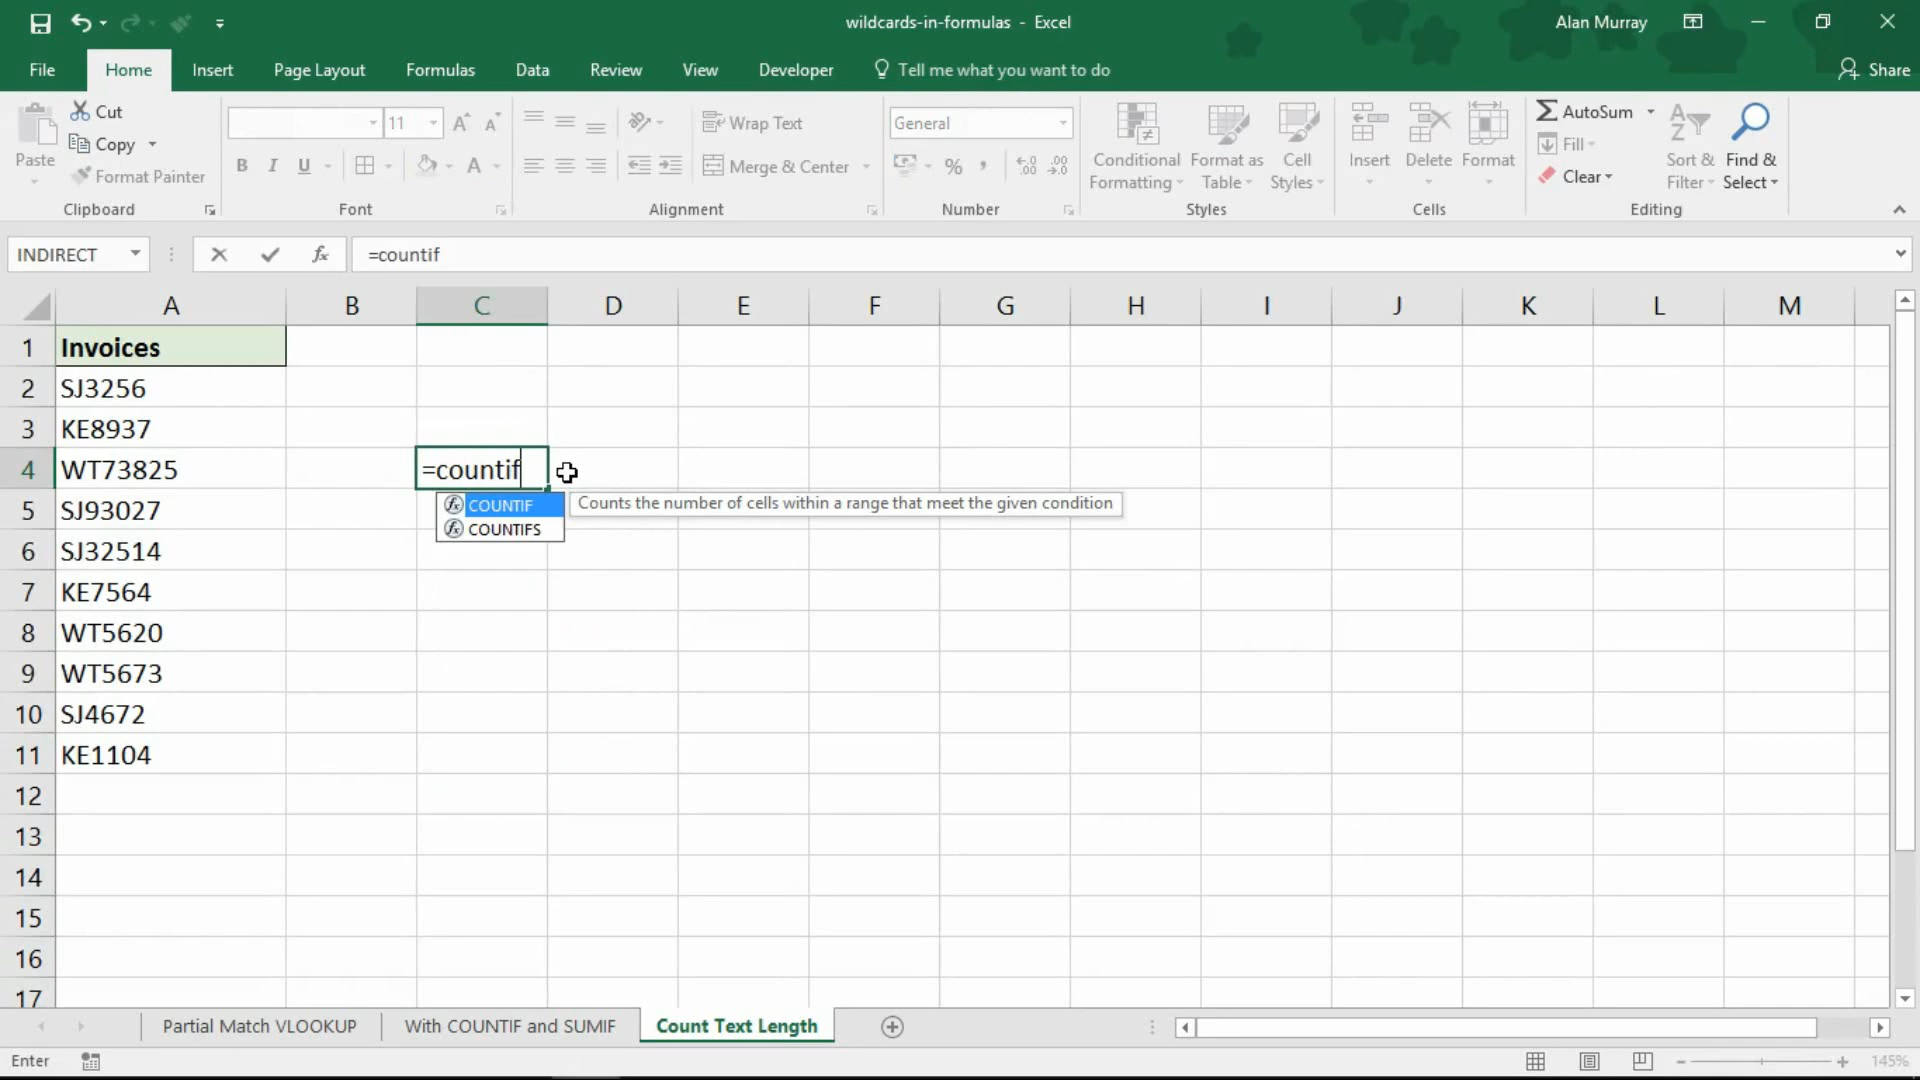 wildcards-in-formulas - Excel
Alan Murray
File Home Insert Page Layout Formulas Data Review View Developer Tell me what you want to do Share
Paste
Cut
Copy
Format Painter
Clipboard
11
B I U A
Font
Wrap Text
Merge & Center
Alignment
General
% ,
Number
Conditional Formatting
Format as Table
Cell Styles
Styles
Insert Delete Format
Cells
AutoSum
Fill
Clear
Sort & Filter
Find & Select
Editing
INDIRECT fx =countif
A B C D E F G H I J K L M
1 Invoices
2 SJ3256
3 KE8937
4 WT73825 =countif
COUNTIF Counts the number of cells within a range that meet the given condition
5 SJ93027
COUNTIFS
6 SJ32514
7 KE7564
8 WT5620
9 WT5673
10 SJ4672
11 KE1104
12
13
14
15
16
17
Partial Match VLOOKUP With COUNTIF and SUMIF Count Text Length
Enter 145%